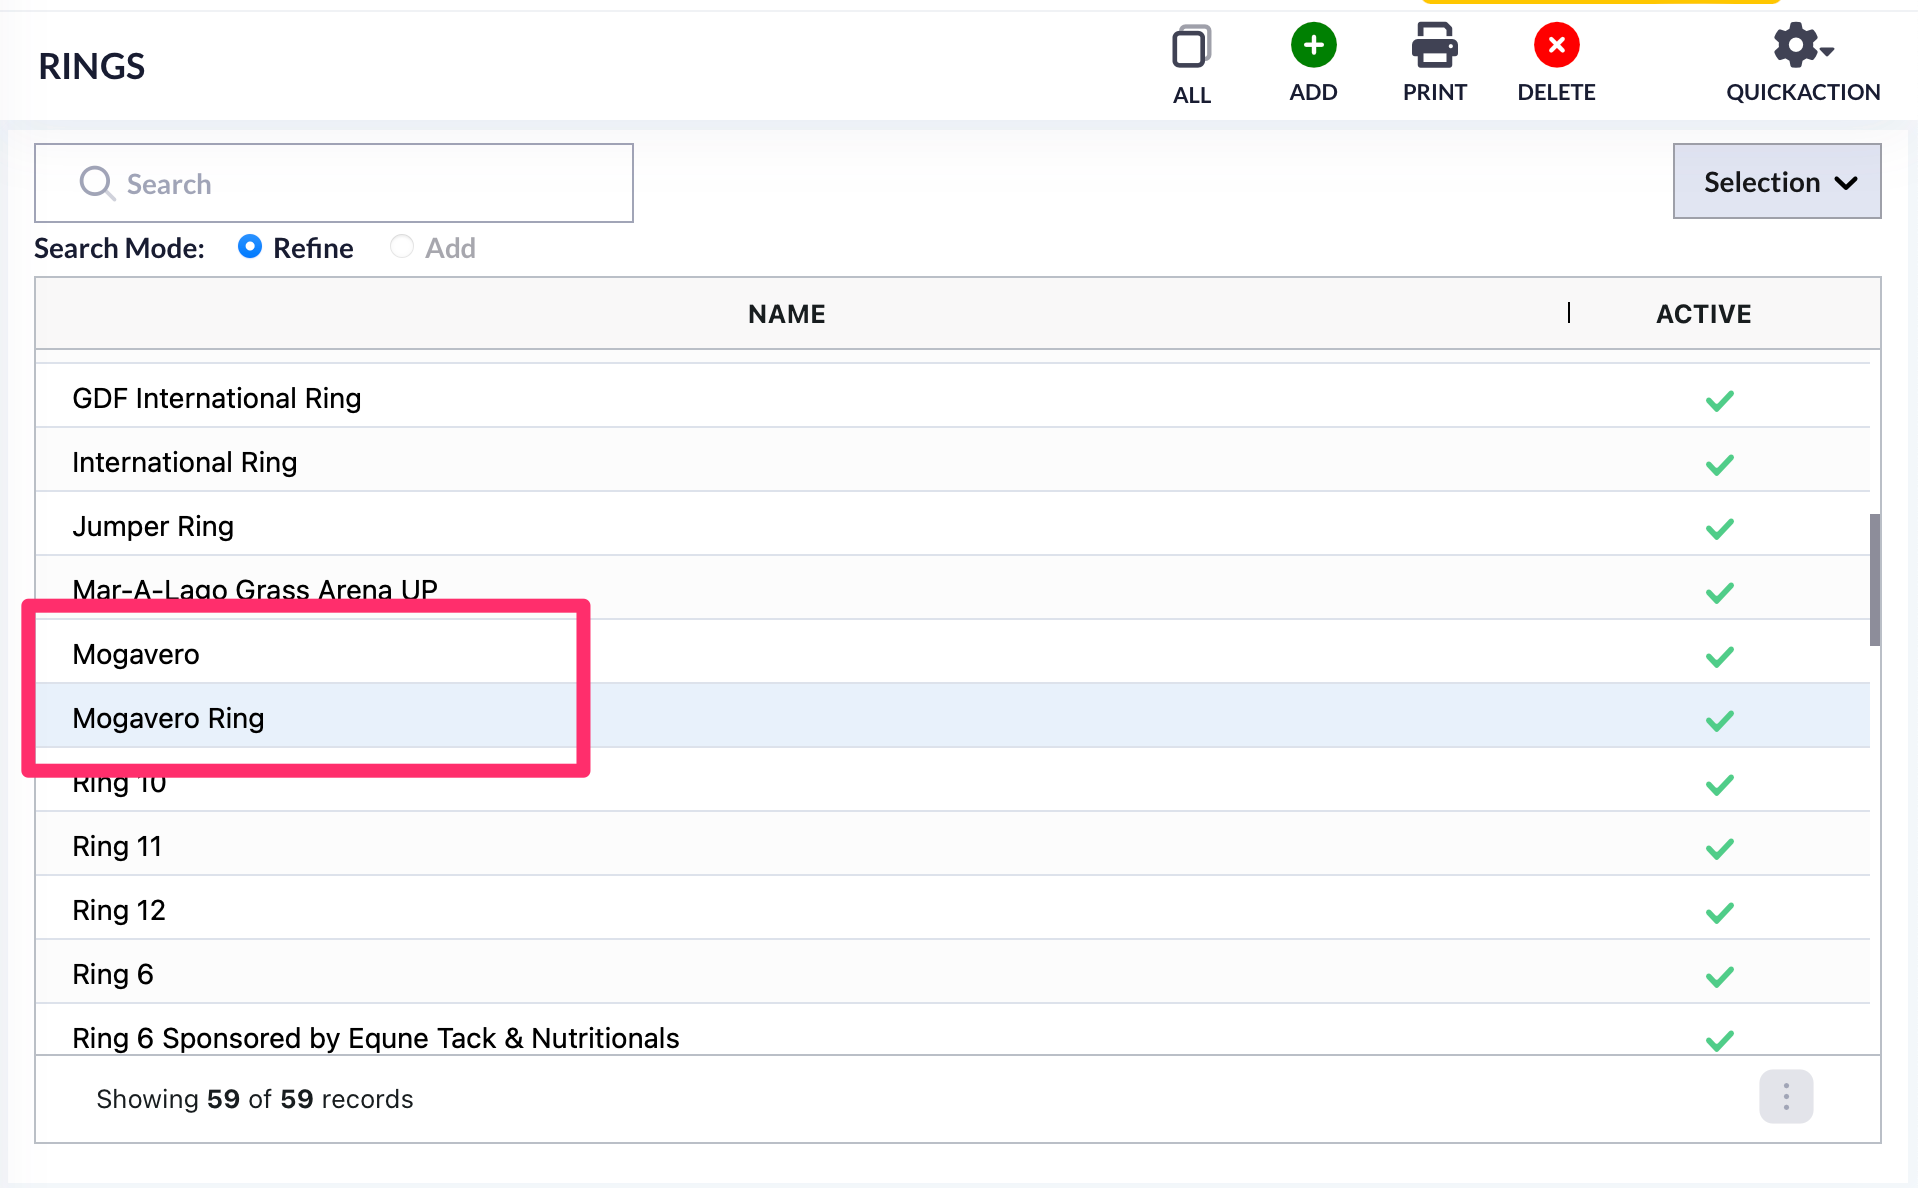 RINGS
ALL
ADD
PRINT
DELETE
QUICKACTION
Search
Selection
Search Mode: Refine Add
NAME ACTIVE
GDF International Ring
International Ring
Jumper Ring
Mar-A-Lago Grass Arena UP
Mogavero
Mogavero Ring
Ring 10
Ring 11
Ring 12
Ring 6
Ring 6 Sponsored by Equne Tack & Nutritionals
Showing 59 of 59 records